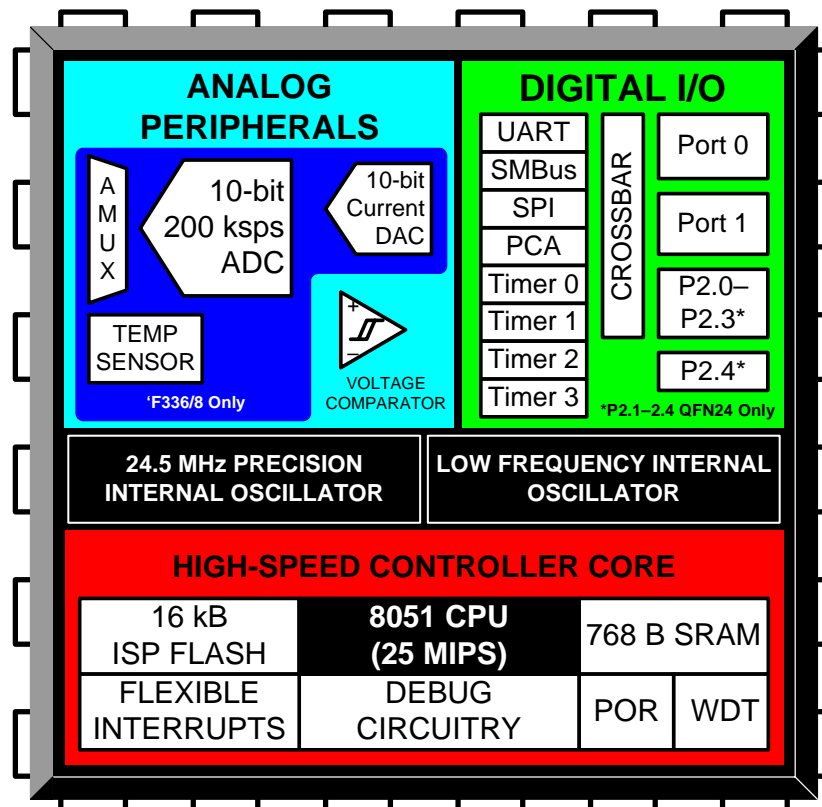 ANALOG
PERIPHERALS
A
M
U
X
10-bit
200 ksps
ADC
10-bit
Current
DAC
TEMP
SENSOR
+
–
VOLTAGE
COMPARATOR
‘F336/8 Only
DIGITAL I/O
UART
SMBus
SPI
PCA
Timer 0
Timer 1
Timer 2
Timer 3
CROSSBAR
Port 0
Port 1
P2.0–
P2.3*
P2.4*
*P2.1–2.4 QFN24 Only
24.5 MHz PRECISION
INTERNAL OSCILLATOR
LOW FREQUENCY INTERNAL
OSCILLATOR
HIGH-SPEED CONTROLLER CORE
16 kB
ISP FLASH
8051 CPU
(25 MIPS)
768 B SRAM
FLEXIBLE
INTERRUPTS
DEBUG
CIRCUITRY
POR
WDT